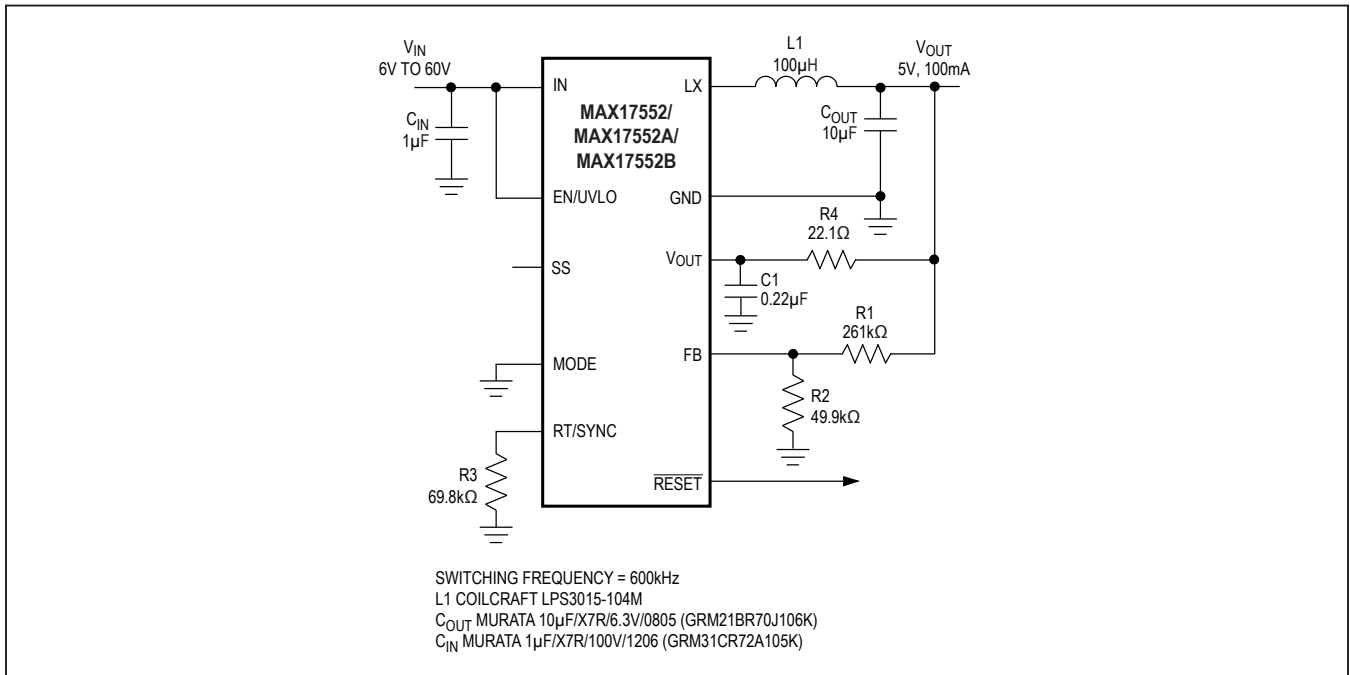 VIN
6V TO 60V
CIN
1µF
IN
EN/UVLO
SS
MODE
RT/SYNC
R3
69.8kΩ
MAX17552/
MAX17552A/
MAX17552B
LX
GND
VOUT
FB
RESET
L1
100µH
VOUT
5V, 100mA
COUT
10µF
R4
22.1Ω
C1
0.22µF
R1
261kΩ
R2
49.9kΩ
SWITCHING FREQUENCY = 600kHz
L1 COILCRAFT LPS3015-104M
COUT MURATA 10µF/X7R/6.3V/0805 (GRM21BR70J106K)
CIN MURATA 1µF/X7R/100V/1206 (GRM31CR72A105K)